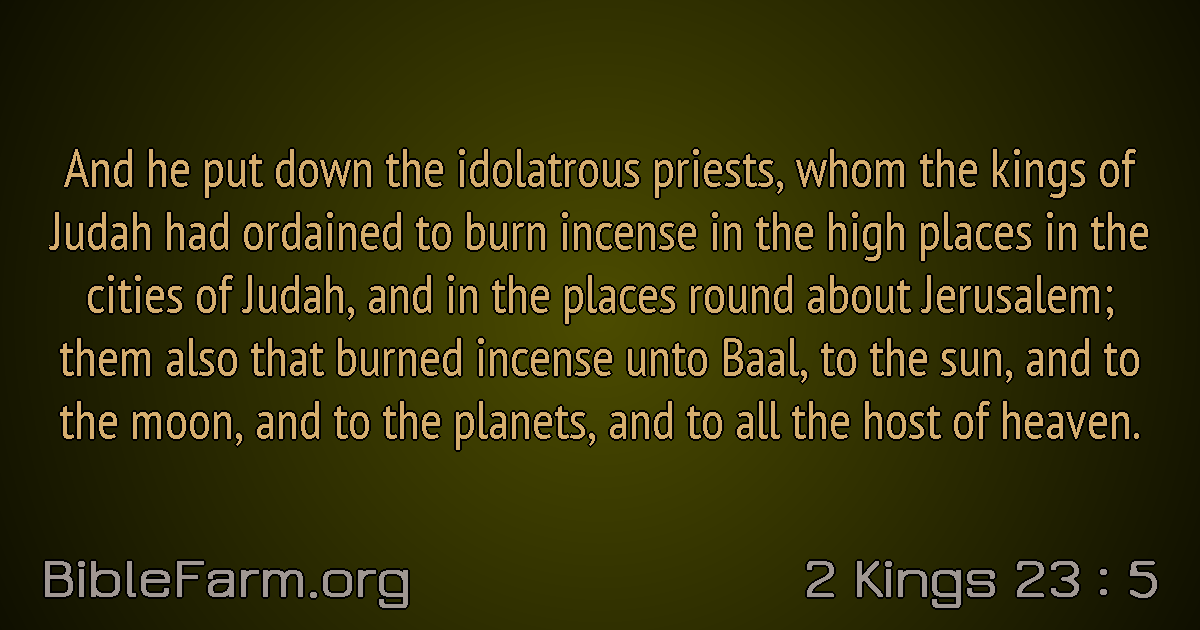 And he put down the idolatrous priests, whom the kings of
Judah had ordained to burn incense in the high places in the
cities of Judah, and in the places round about Jerusalem;
them also that burned incense unto Baal, to the sun, and to
the moon, and to the planets, and to all the host of heaven.
BibleFarm.org
2 Kings 23 : 5